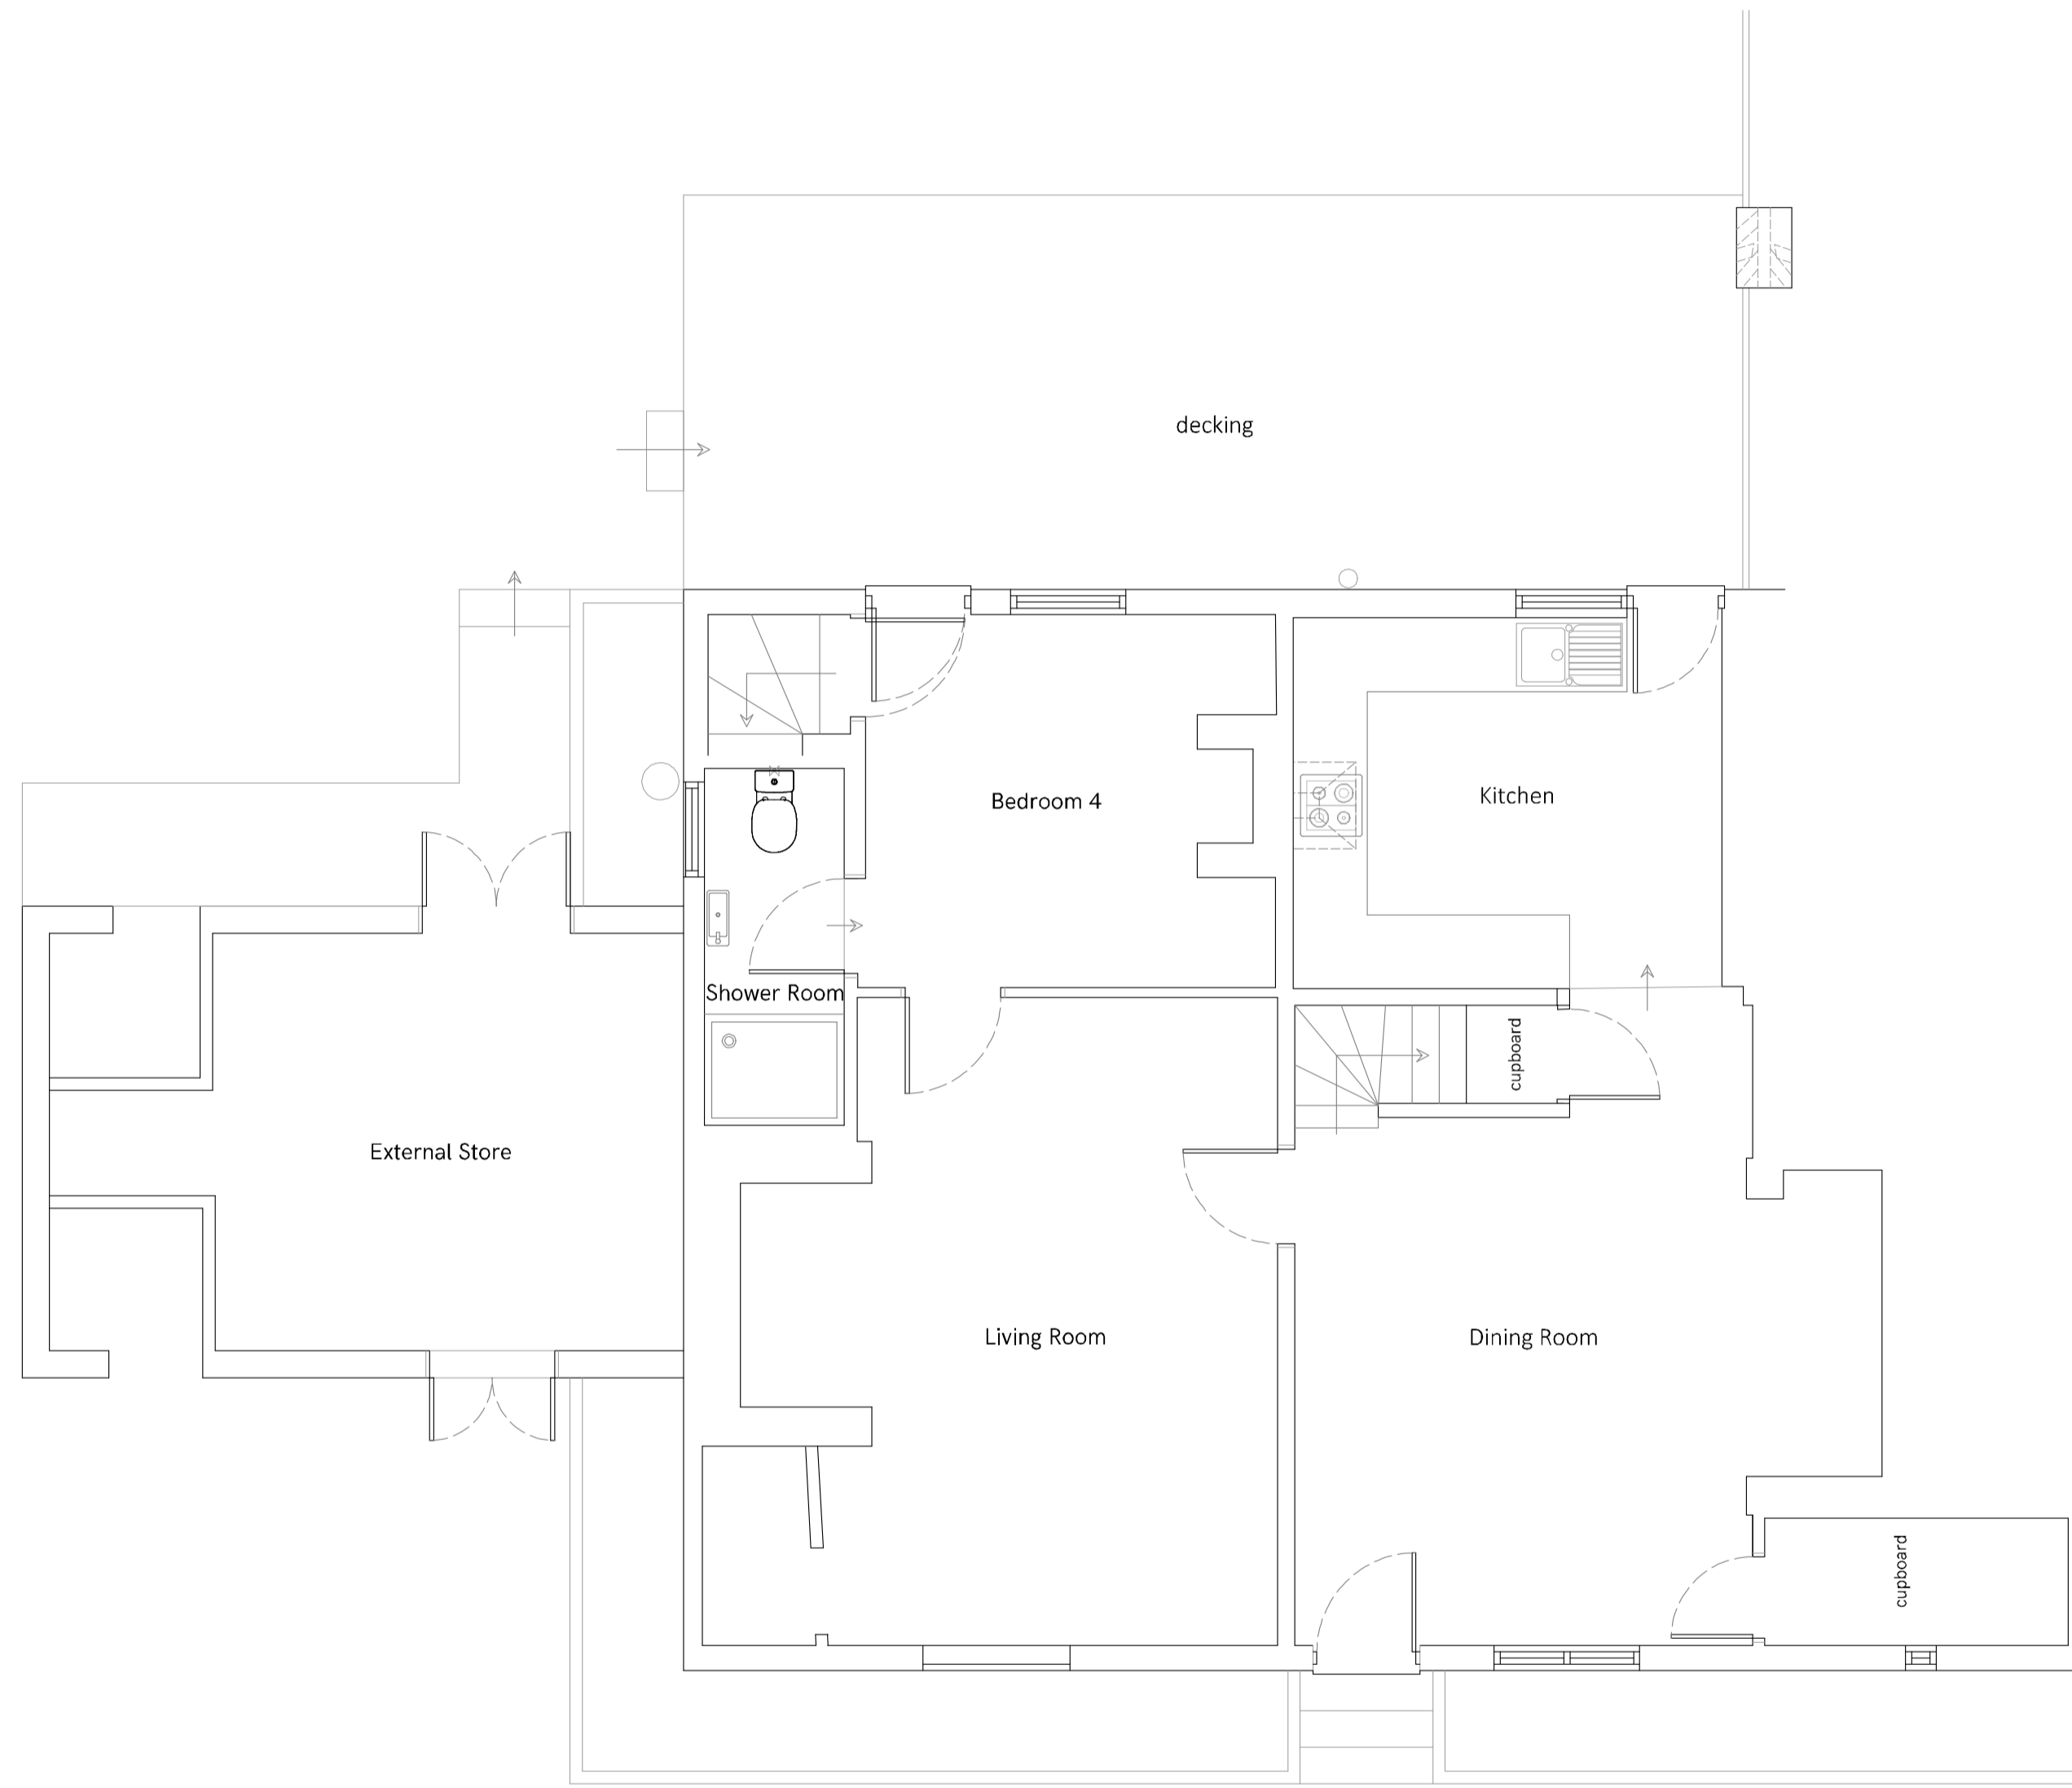 decking
Bedroom 4
Kitchen
Shower Room
cupboard
External Store
Living Room
Dining Room
cupboard